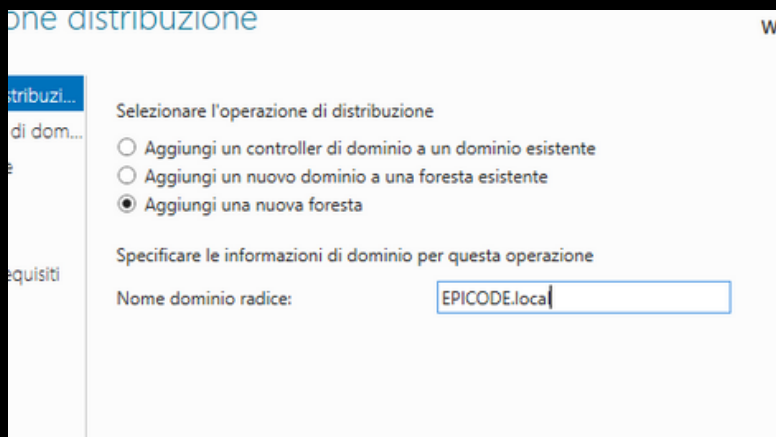 one distribuzione
W
stribuzi...
di dom...
e
equisiti
Selezionare l'operazione di distribuzione
Aggiungi un controller di dominio a un dominio esistente
Aggiungi un nuovo dominio a una foresta esistente
Aggiungi una nuova foresta
Specificare le informazioni di dominio per questa operazione
Nome dominio radice: EPICODE.local